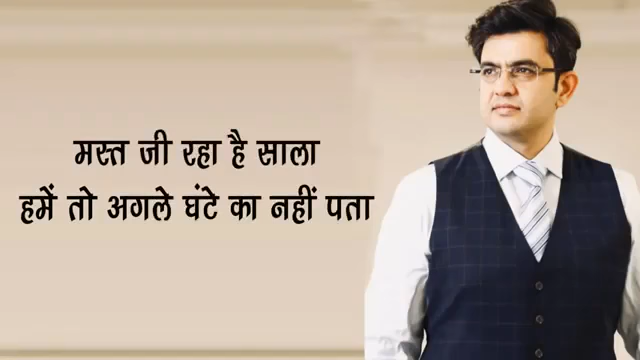 मस्त जी रहा है साला
हमें तो अगले घंटे का नहीं पता